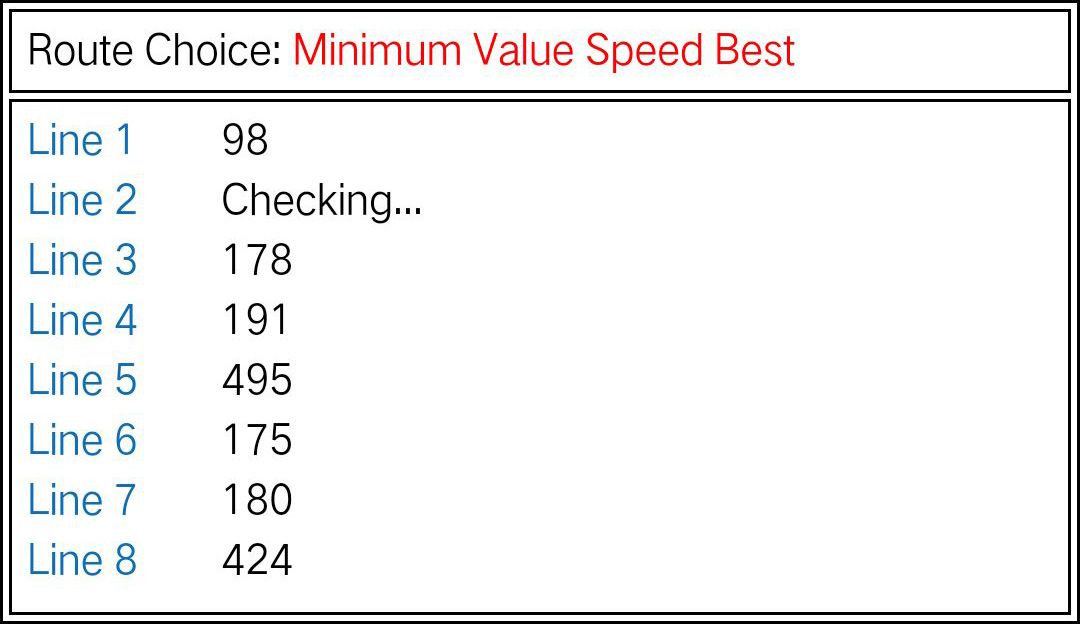 Route Choice: Minimum Value Speed Best
Line 1 98
Line 2 Checking...
Line 3 178
Line 4 191
Line 5 495
Line 6 175
Line 7 180
Line 8 424